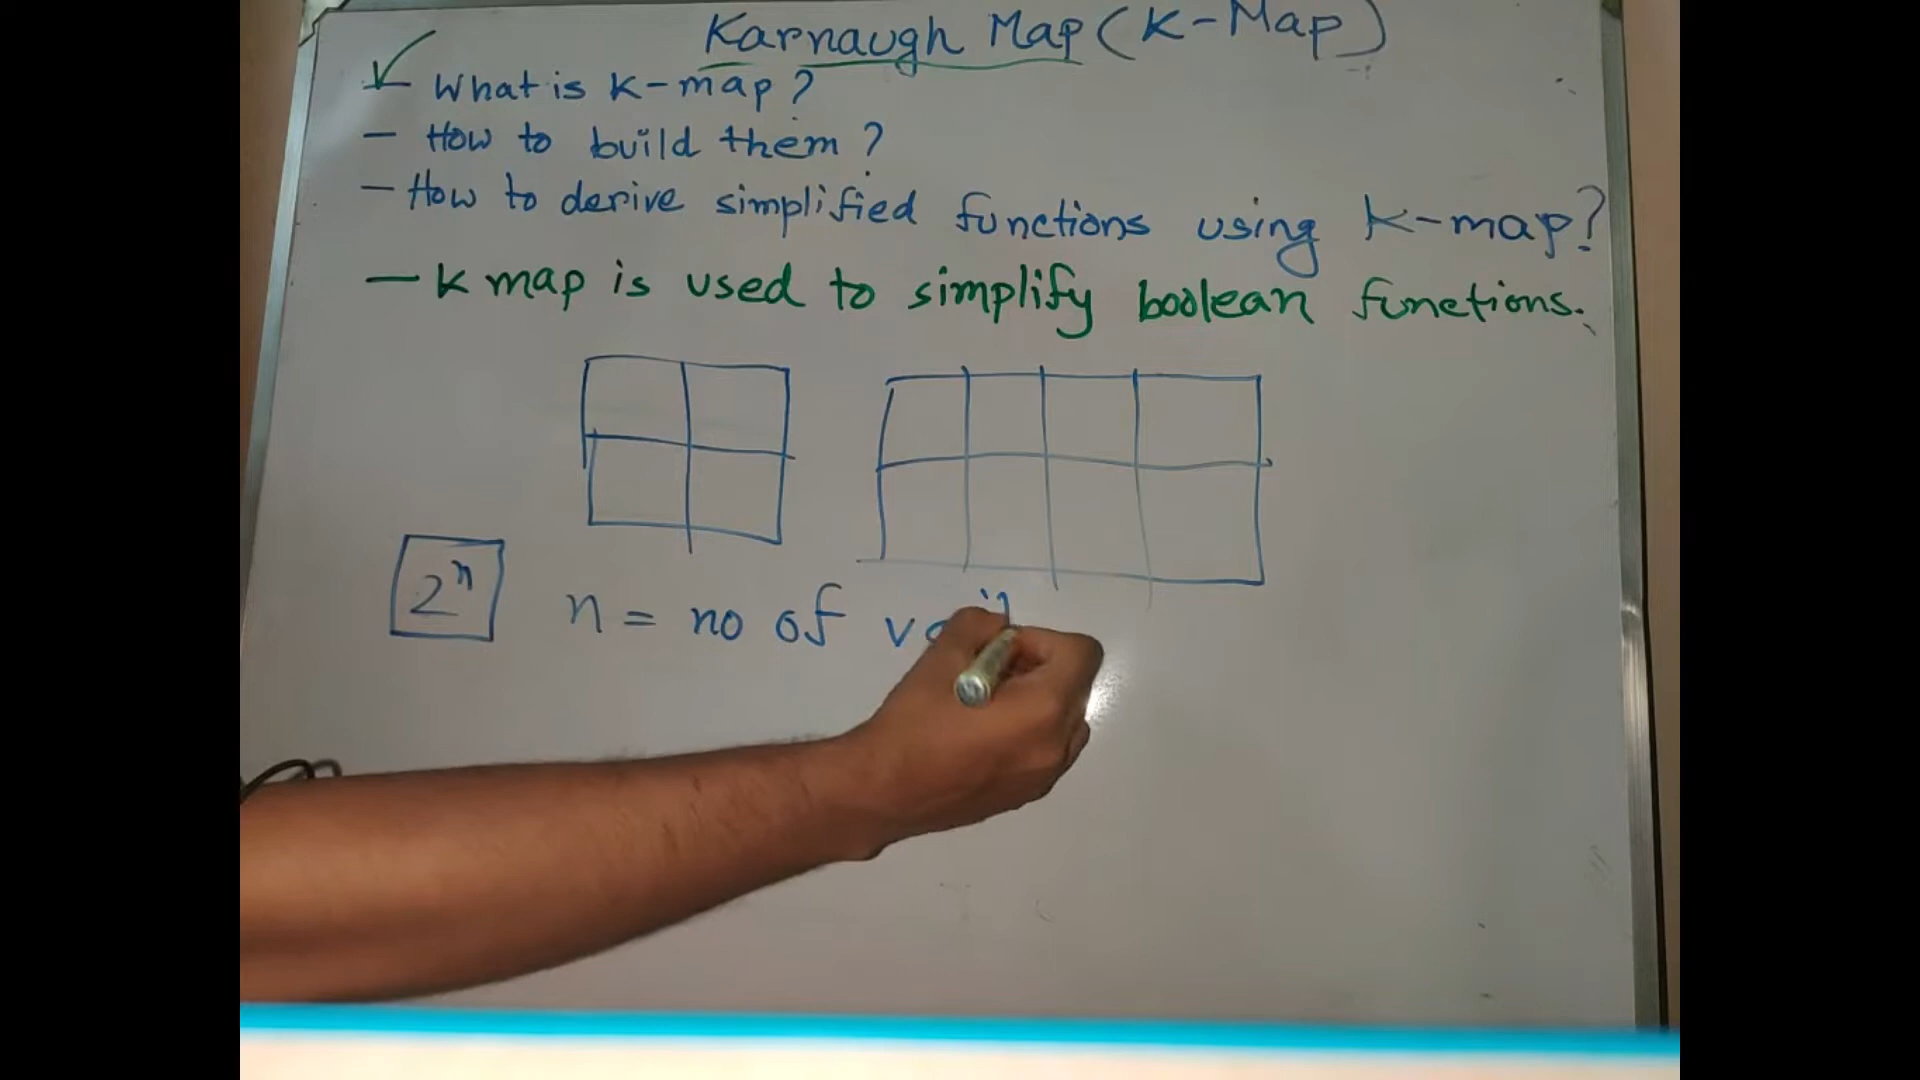 Karnaugh Map (K-Map)
- What is K-map?
- How to build them?
- How to derive simplified functions using K-map?
- K map is used to simplify boolean functions.
2^n n = no of